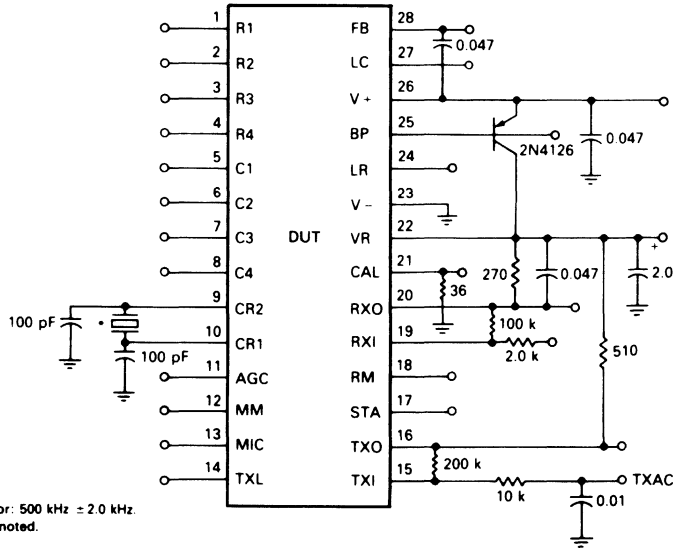 1 R1 FB 28
0.047
2 R2 LC 27
3 R3 V + 26
4 R4 BP 25
2N4126 0.047
5 C1 LR 24
6 C2 V − 23
7 C3 DUT VR 22
+
8 C4 CAL 21
36 270 0.047 2.0
9 CR2 RXO 20
100 pF
100 k
10 CR1 RXI 19
100 pF
2.0 k
510
11 AGC RM 18
12 MM STA 17
13 MIC TXO 16
200 k
14 TXL TXI 15
10 k
TXAC
0.01
or: 500 kHz ± 2.0 kHz.
noted.